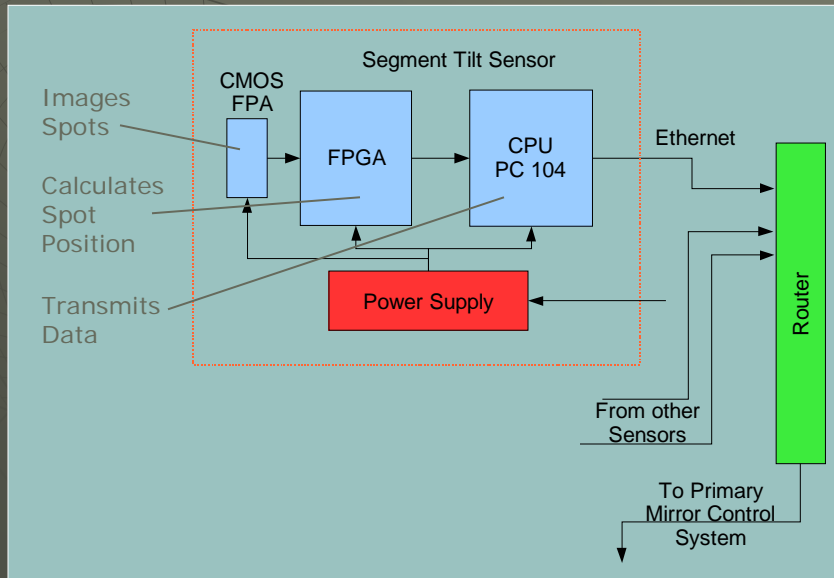 Segment Tilt Sensor
CMOS
FPA
Images
Spots
FPGA
CPU
PC 104
Ethernet
Calculates
Spot
Position
Transmits
Data
Power Supply
Router
From other
Sensors
To Primary
Mirror Control
System